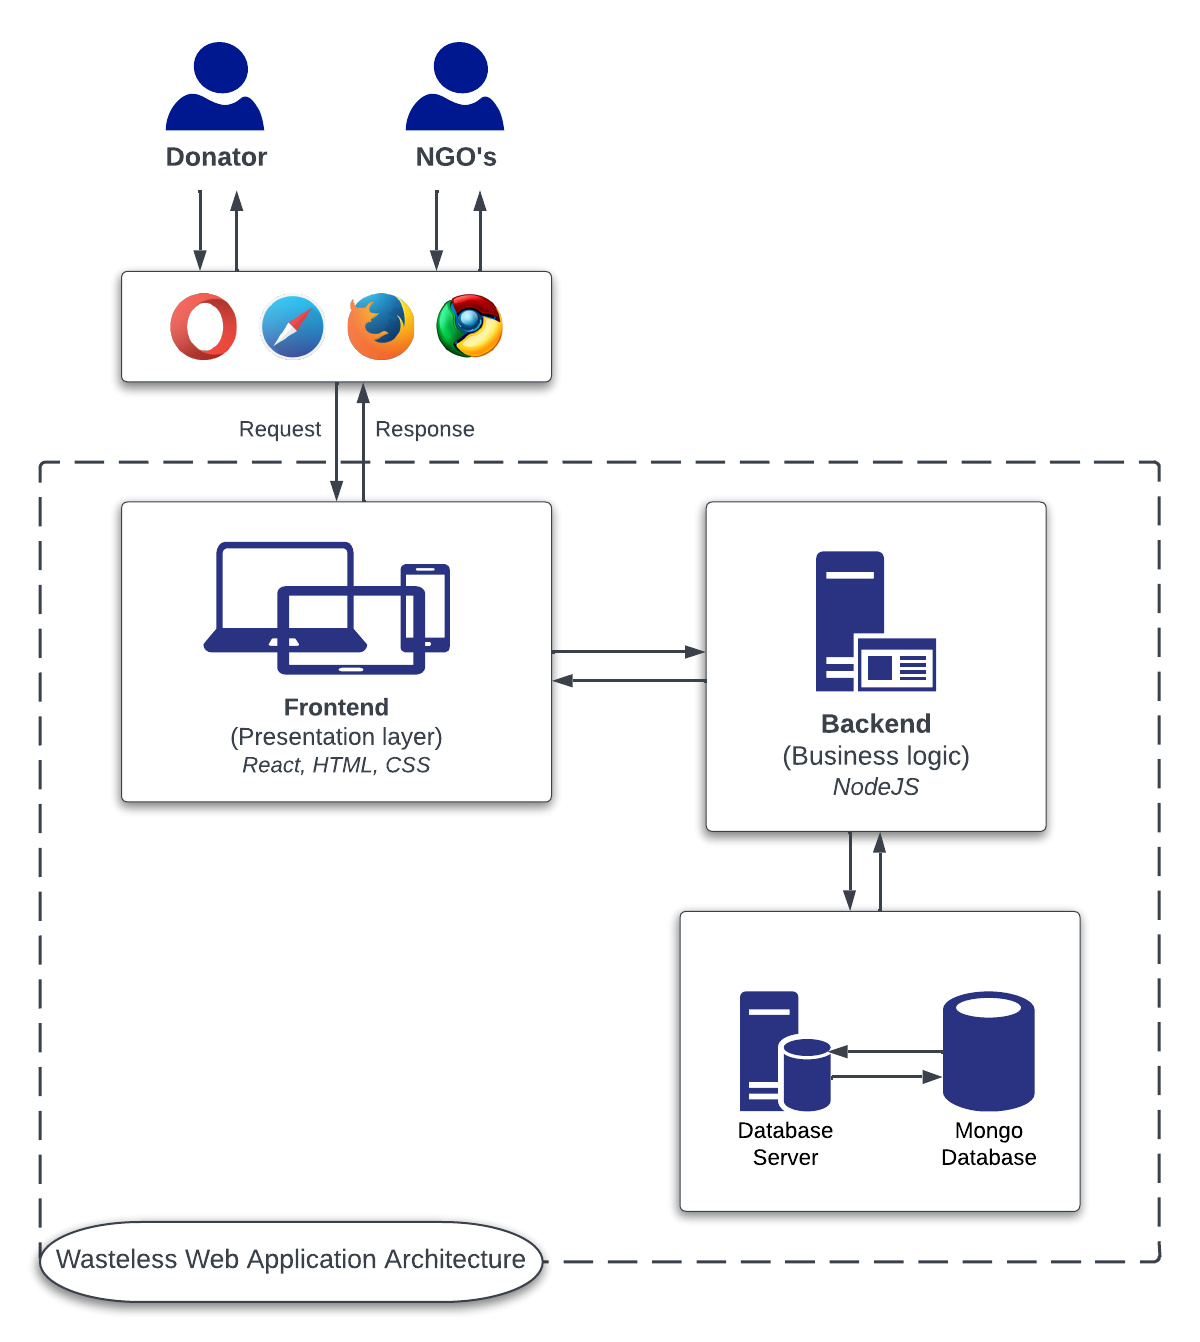 Donator
NGO's
Request
Response
Frontend
(Presentation layer)
React, HTML, CSS
Backend
(Business logic)
NodeJS
Database
Server
Mongo
Database
Wasteless Web Application Architecture